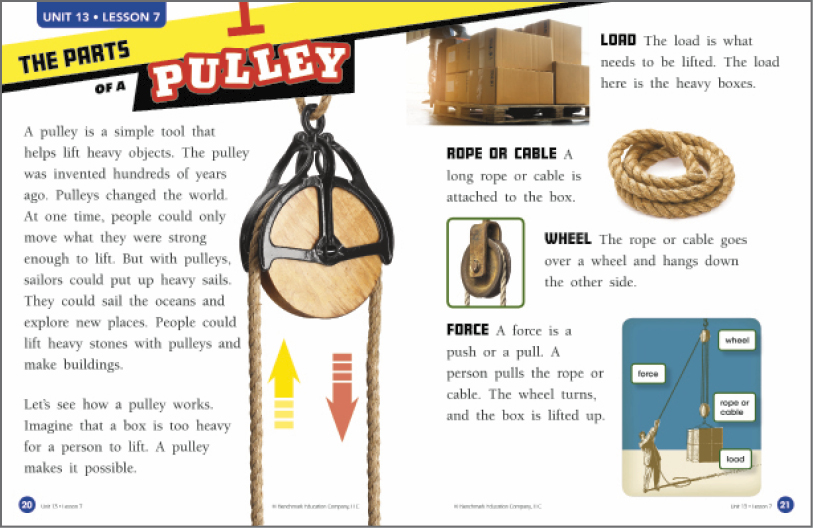 UNIT 13 • LESSON 7
THE PARTS
OF A
PULLEY
A pulley is a simple tool that
helps lift heavy objects. The pulley
was invented hundreds of years
ago. Pulleys changed the world.
At one time, people could only
move what they were strong
enough to lift. But with pulleys,
sailors could put up heavy sails.
They could sail the oceans and
explore new places. People could
lift heavy stones with pulleys and
make buildings.
Let's see how a pulley works.
Imagine that a box is too heavy
for a person to lift. A pulley
makes it possible.
20 Unit 13 • Lesson 7
© Benchmark Education Company, LLC
LOAD The load is what
needs to be lifted. The load
here is the heavy boxes.
ROPE OR CABLE A
long rope or cable is
attached to the box.
WHEEL The rope or cable goes
over a wheel and hangs down
the other side.
FORCE A force is a
push or a pull. A
person pulls the rope or
cable. The wheel turns,
and the box is lifted up.
wheel
force
rope or
cable
load
© Benchmark Education Company, LLC
Unit 13 • Lesson 7 21